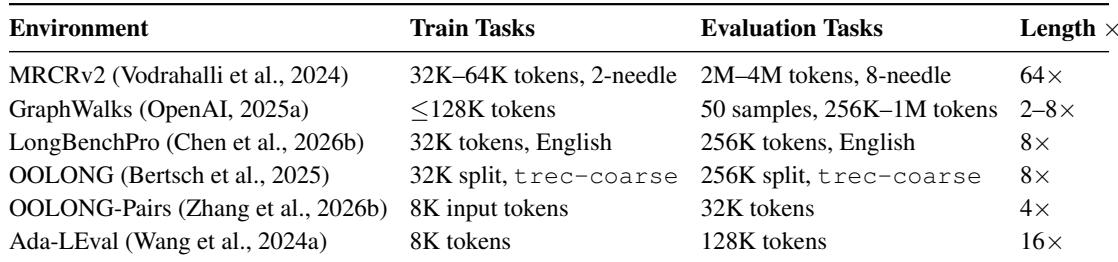 Environment Train Tasks Evaluation Tasks Length ×
MRCRv2 (Vodrahalli et al., 2024) 32K–64K tokens, 2-needle 2M–4M tokens, 8-needle 64×
GraphWalks (OpenAI, 2025a) ≤128K tokens 50 samples, 256K–1M tokens 2–8×
LongBenchPro (Chen et al., 2026b) 32K tokens, English 256K tokens, English 8×
OOLONG (Bertsch et al., 2025) 32K split, trec-coarse 256K split, trec-coarse 8×
OOLONG-Pairs (Zhang et al., 2026b) 8K input tokens 32K tokens 4×
Ada-LEval (Wang et al., 2024a) 8K tokens 128K tokens 16×